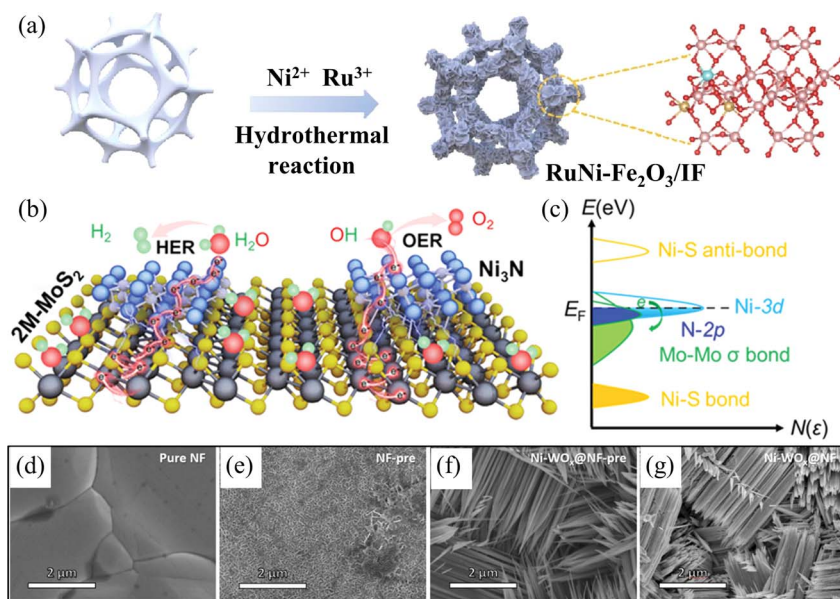 (a)
Ni²⁺ Ru³⁺
Hydrothermal
reaction
RuNi-Fe₂O₃/IF
(b)
H₂
HER
H₂O
OH
OER
O₂
2M-MoS₂
Ni₃N
e⁻
(c)
E(eV)
Ni-S anti-bond
E_F
e⁻
Ni-3d
N-2p
Mo-Mo σ bond
Ni-S bond
N(ε)
(d)
Pure NF
2 μm
(e)
NF-pre
2 μm
(f)
Ni-WOₓ@NF-pre
2 μm
(g)
Ni-WOₓ@NF
2 μm